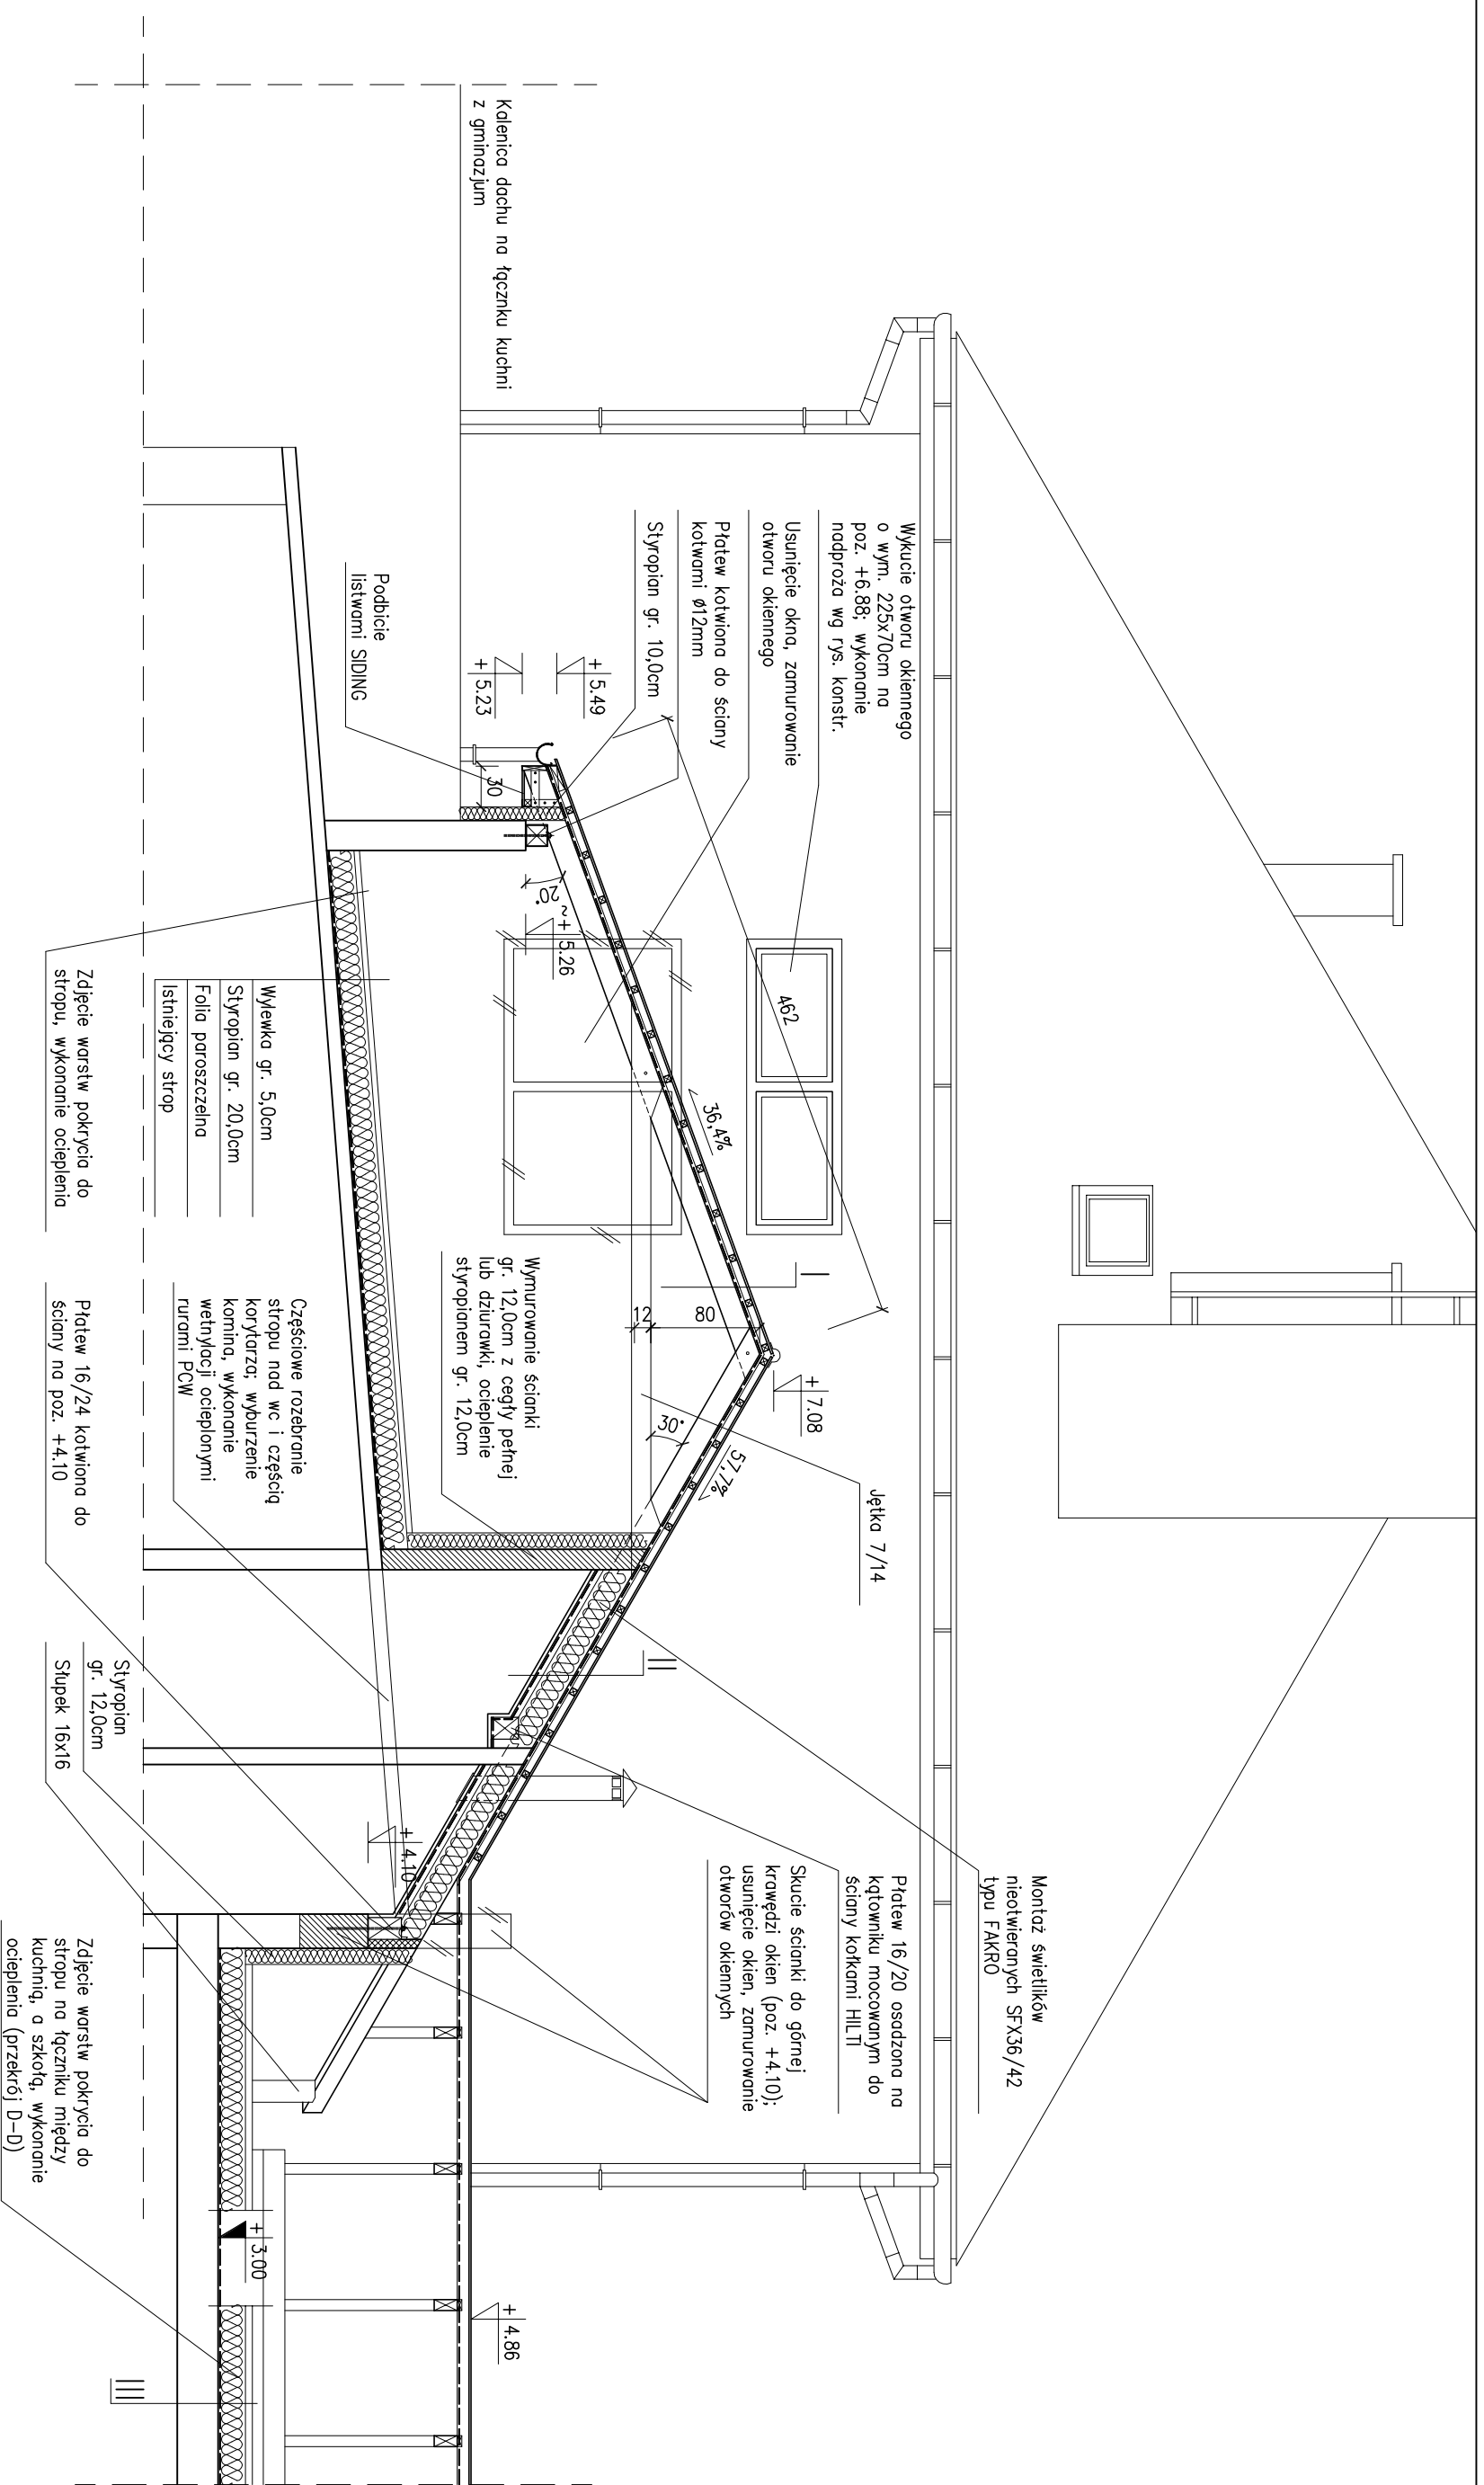 Montaż świetlików
nieotwieranych SFX36/42
typu FAKRO
Wykucie otworu okiennego
o wym. 225x70cm na
poz. +6.88; wykonanie
nadproża wg rys. konstr.
Usunięcie okna, zamurowanie
otworu okiennego
Płatew kotwiona do ściany
kotwami ø12mm
Styropian gr. 10,0cm
Kalenica dachu na łącznku kuchni
z gminazjum
Podbicie
listwami SIDING
+ 5.49
+ 5.23
30
20°
~+ 5.26
462
36,4%
I
12
80
+ 7.08
30°
57,7%
Jętka 7/14
II
Płatew 16/20 osadzona na
kątowniku mocowanym do
ściany kołkami HILTI
Skucie ścianki do górnej
krawędzi okien (poz. +4.10);
usunięcie okien, zamurowanie
otworów okiennych
Wymurowanie ścianki
gr. 12,0cm z cegły pełnej
lub dziurawki, ocieplenie
styropianem gr. 12,0cm
Wylewka gr. 5,0cm
Styropian gr. 20,0cm
Folia paroszczelna
Istniejący strop
Zdjęcie warstw pokrycia do
stropu, wykonanie ocieplenia
Częściowe rozebranie
stropu nad wc i częścią
korytarza; wyburzenie
komina, wykonanie
wetnylacji ocieplonymi
rurami PCW
Płatew 16/24 kotwiona do
ściany na poz. +4.10
+ 4.10
Styropian
gr. 12,0cm
Słupek 16x16
+ 4.86
+ 3.00
III
Zdjęcie warstw pokrycia do
stropu na łączniku między
kuchnią, a szkołą, wykonanie
ocieplenia (przekrój D-D)